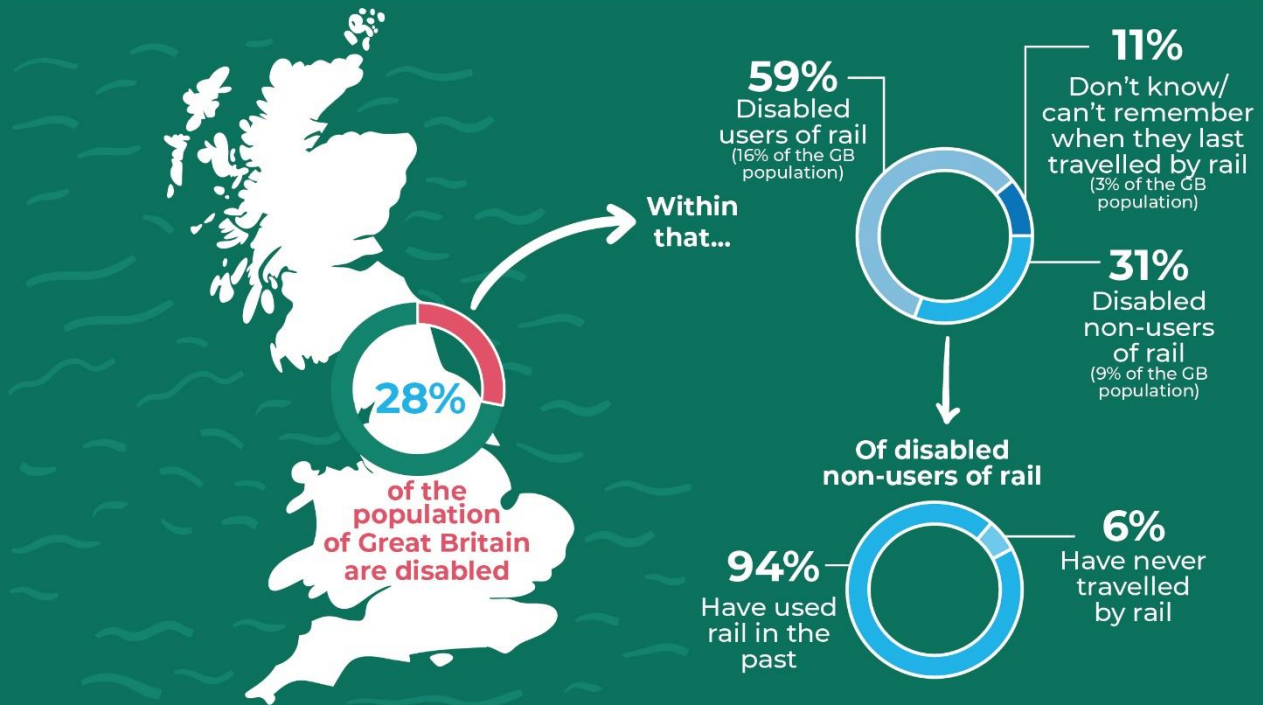 28%
of the
population
of Great Britain
are disabled
Within
that...
59%
Disabled
users of rail
(16% of the GB
population)
11%
Don't know/
can't remember
when they last
travelled by rail
(3% of the GB
population)
31%
Disabled
non-users
of rail
(9% of the GB
population)
Of disabled
non-users of rail
94%
Have used
rail in the
past
6%
Have never
travelled
by rail